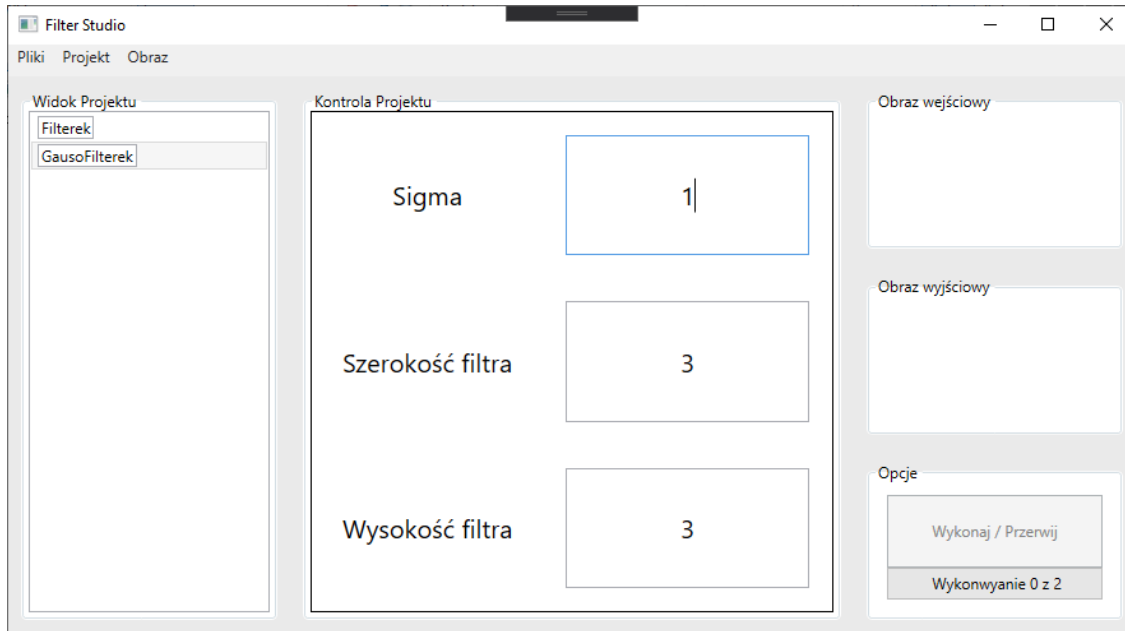 Filter Studio
Pliki Projekt Obraz
Widok Projektu
Filterek
GausoFilterek
Kontrola Projektu
Sigma
1
Szerokość filtra
3
Wysokość filtra
3
Obraz wejściowy
Obraz wyjściowy
Opcje
Wykonaj / Przerwij
Wykonwyanie 0 z 2